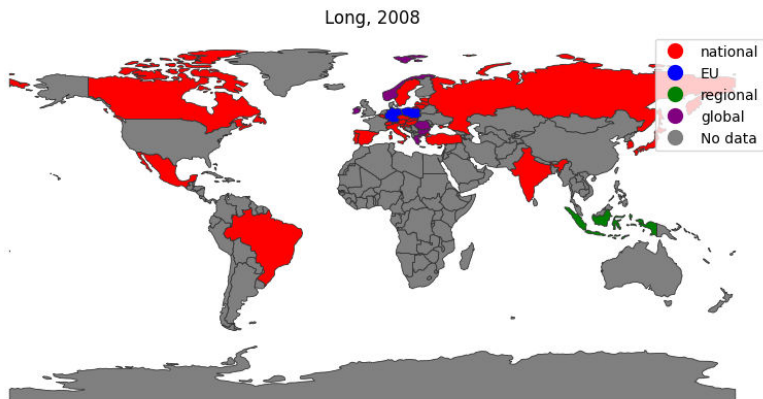 Long, 2008
national
EU
regional
global
No data